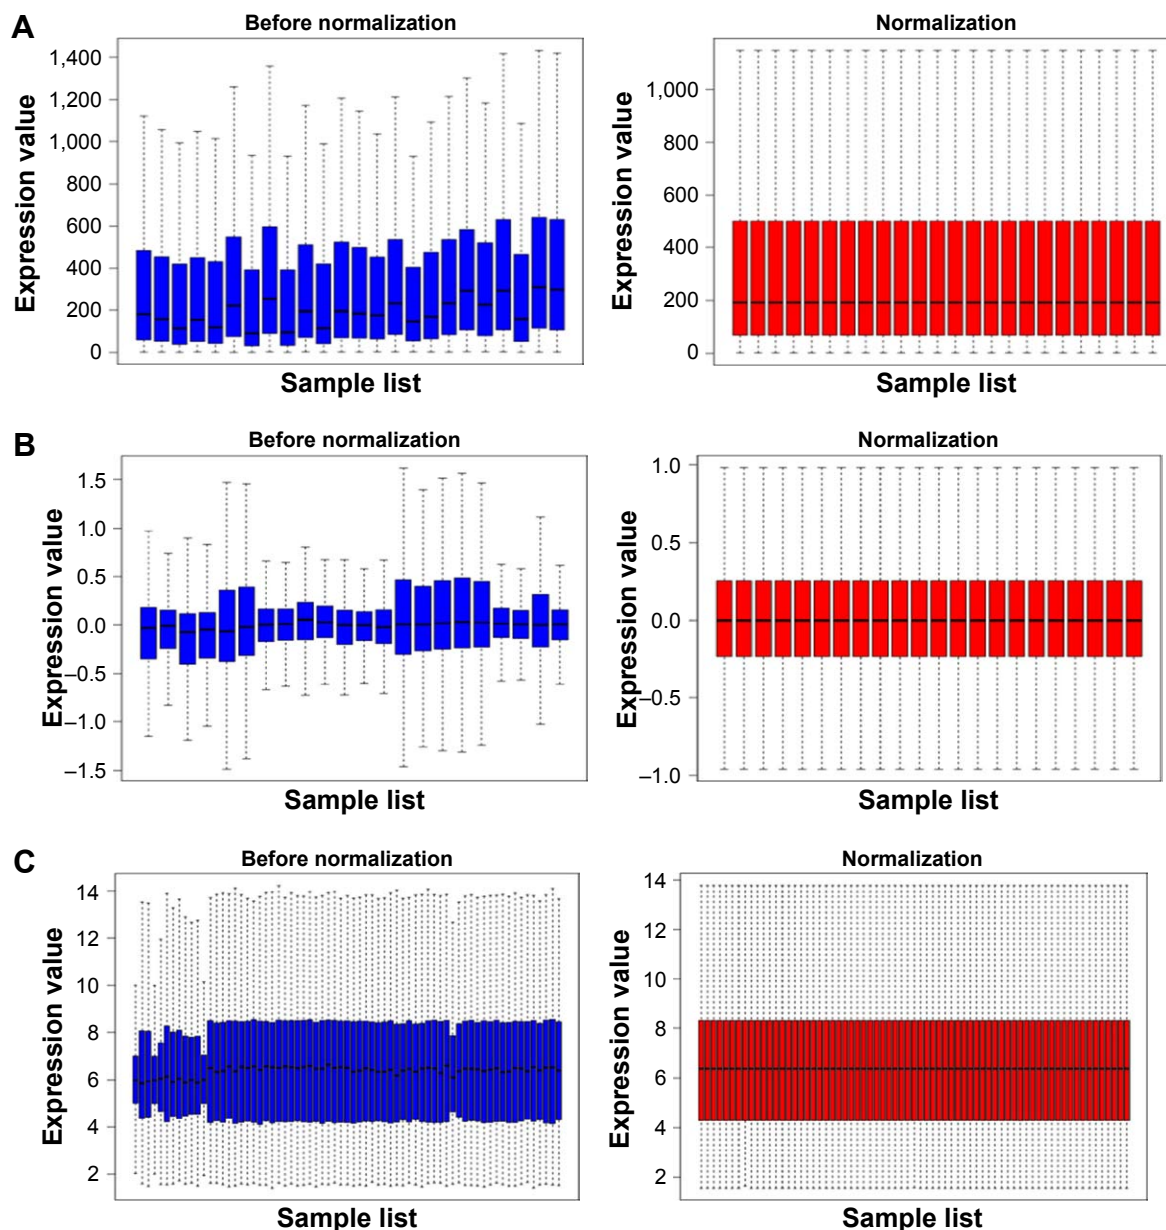 A
Before normalization
Expression value
1,400
1,200
1,000
800
600
400
200
0
Sample list
Normalization
Expression value
1,000
800
600
400
200
0
Sample list
B
Before normalization
Expression value
1.5
1.0
0.5
0.0
–0.5
–1.0
–1.5
Sample list
Normalization
Expression value
1.0
0.5
0.0
–0.5
–1.0
Sample list
C
Before normalization
Expression value
14
12
10
8
6
4
2
Sample list
Normalization
Expression value
14
12
10
8
6
4
2
Sample list